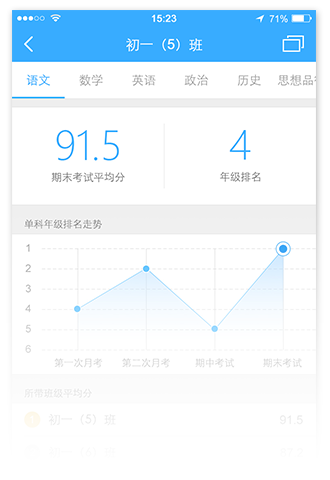 15:23 71%
初一（5）班
语文 数学 英语 政治 历史 思想品
91.5 4
期末考试平均分 年级排名
单科年级排名走势
1
2
3
4
5
6
第一次月考 第二次月考 期中考试 期末考试
所带班级平均分
1 初一（5）班 91.5